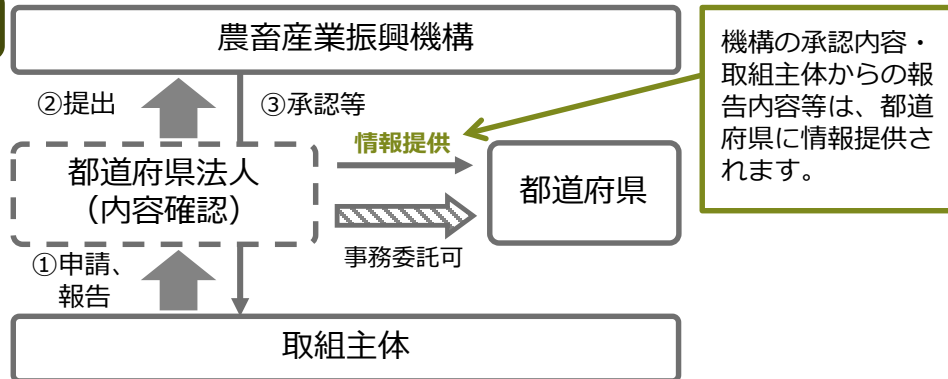 農畜産業振興機構
②提出
③承認等
機構の承認内容・
取組主体からの報
告内容等は、都道
府県に情報提供さ
れます。
情報提供
都道府県法人
（内容確認）
都道府県
事務委託可
①申請、
報告
取組主体